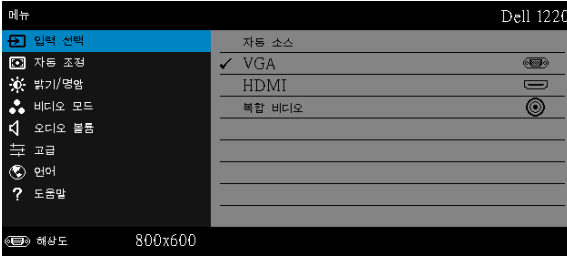 메뉴 Dell 1220
입력 선택
자동 조정
밝기/명암
비디오 모드
오디오 볼륨
고급
언어
도움말
자동 소스
VGA
HDMI
복합 비디오
해상도 800x600